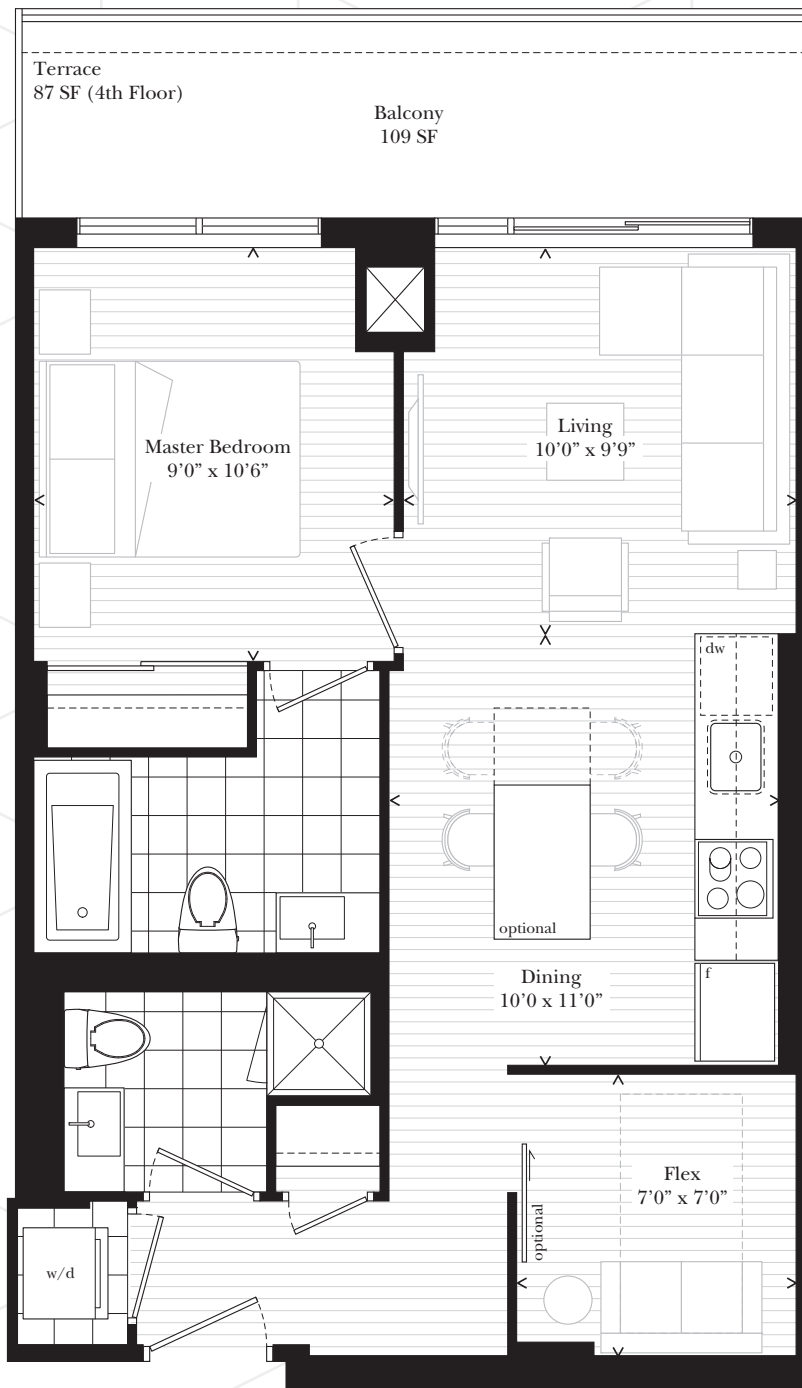 Terrace
87 SF (4th Floor)
Balcony
109 SF
Master Bedroom
9’0” x 10’6”
Living
10’0” x 9’9”
dw
optional
Dining
10’0 x 11’0”
f
Flex
7’0” x 7’0”
optional
w/d